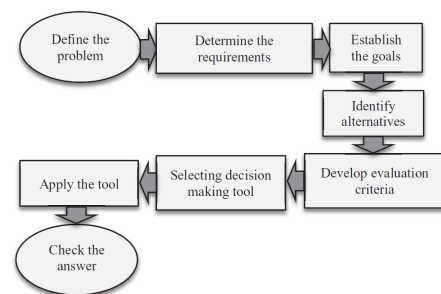 Define the
problem
Determine the
requirements
Establish
the goals
Identify
alternatives
Develop evaluation
criteria
Selecting decision
making tool
Apply the tool
Check the
answer